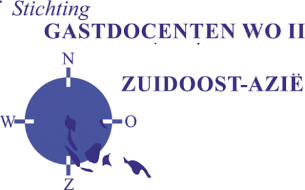 Stichting
GASTDOCENTEN WO II
ZUIDOOST-AZIË
N
W O
Z